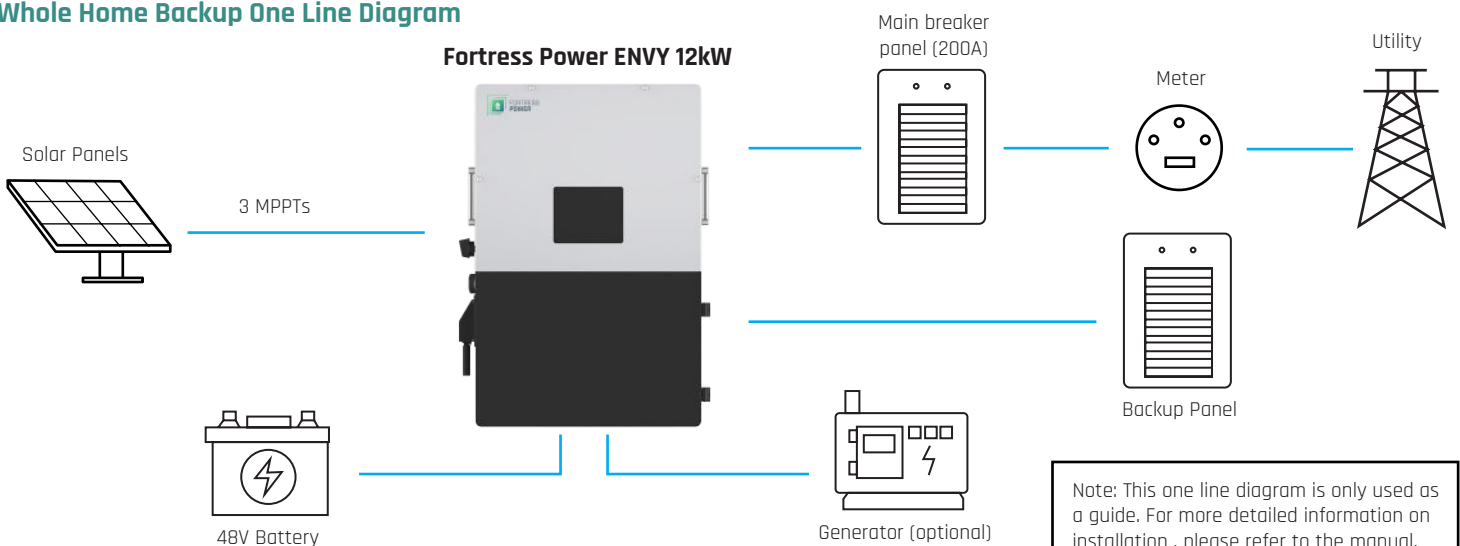 Whole Home Backup One Line Diagram
Fortress Power ENVY 12kW
Main breaker
panel (200A)
Utility
Meter
Solar Panels
3 MPPTs
FORTRESS
POWER
Backup Panel
48V Battery
Generator (optional)
Note: This one line diagram is only used as
a guide. For more detailed information on
installation , please refer to the manual.